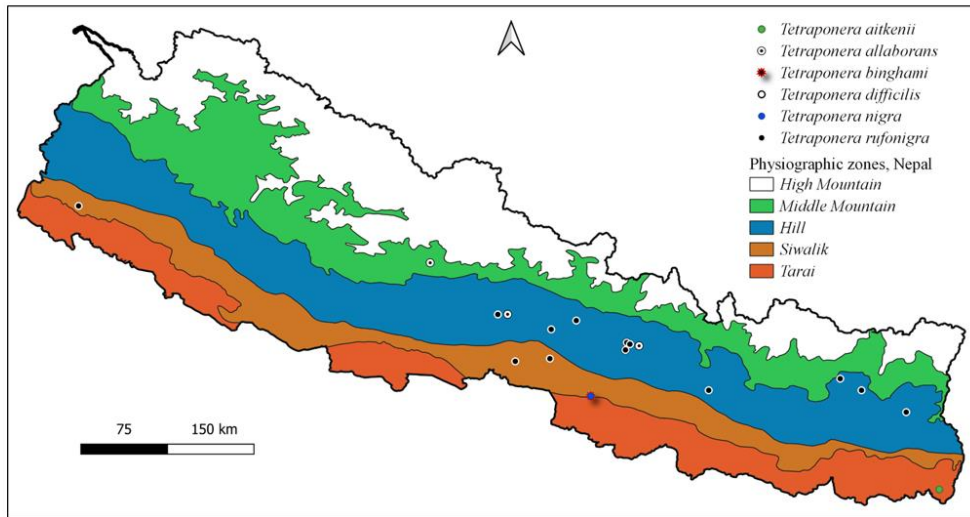 Tetraponera aitkenii
Tetraponera allaborans
Tetraponera binghami
Tetraponera difficilis
Tetraponera nigra
Tetraponera rufonigra
Physiographic zones, Nepal
High Mountain
Middle Mountain
Hill
Siwalik
Tarai
75 150 km